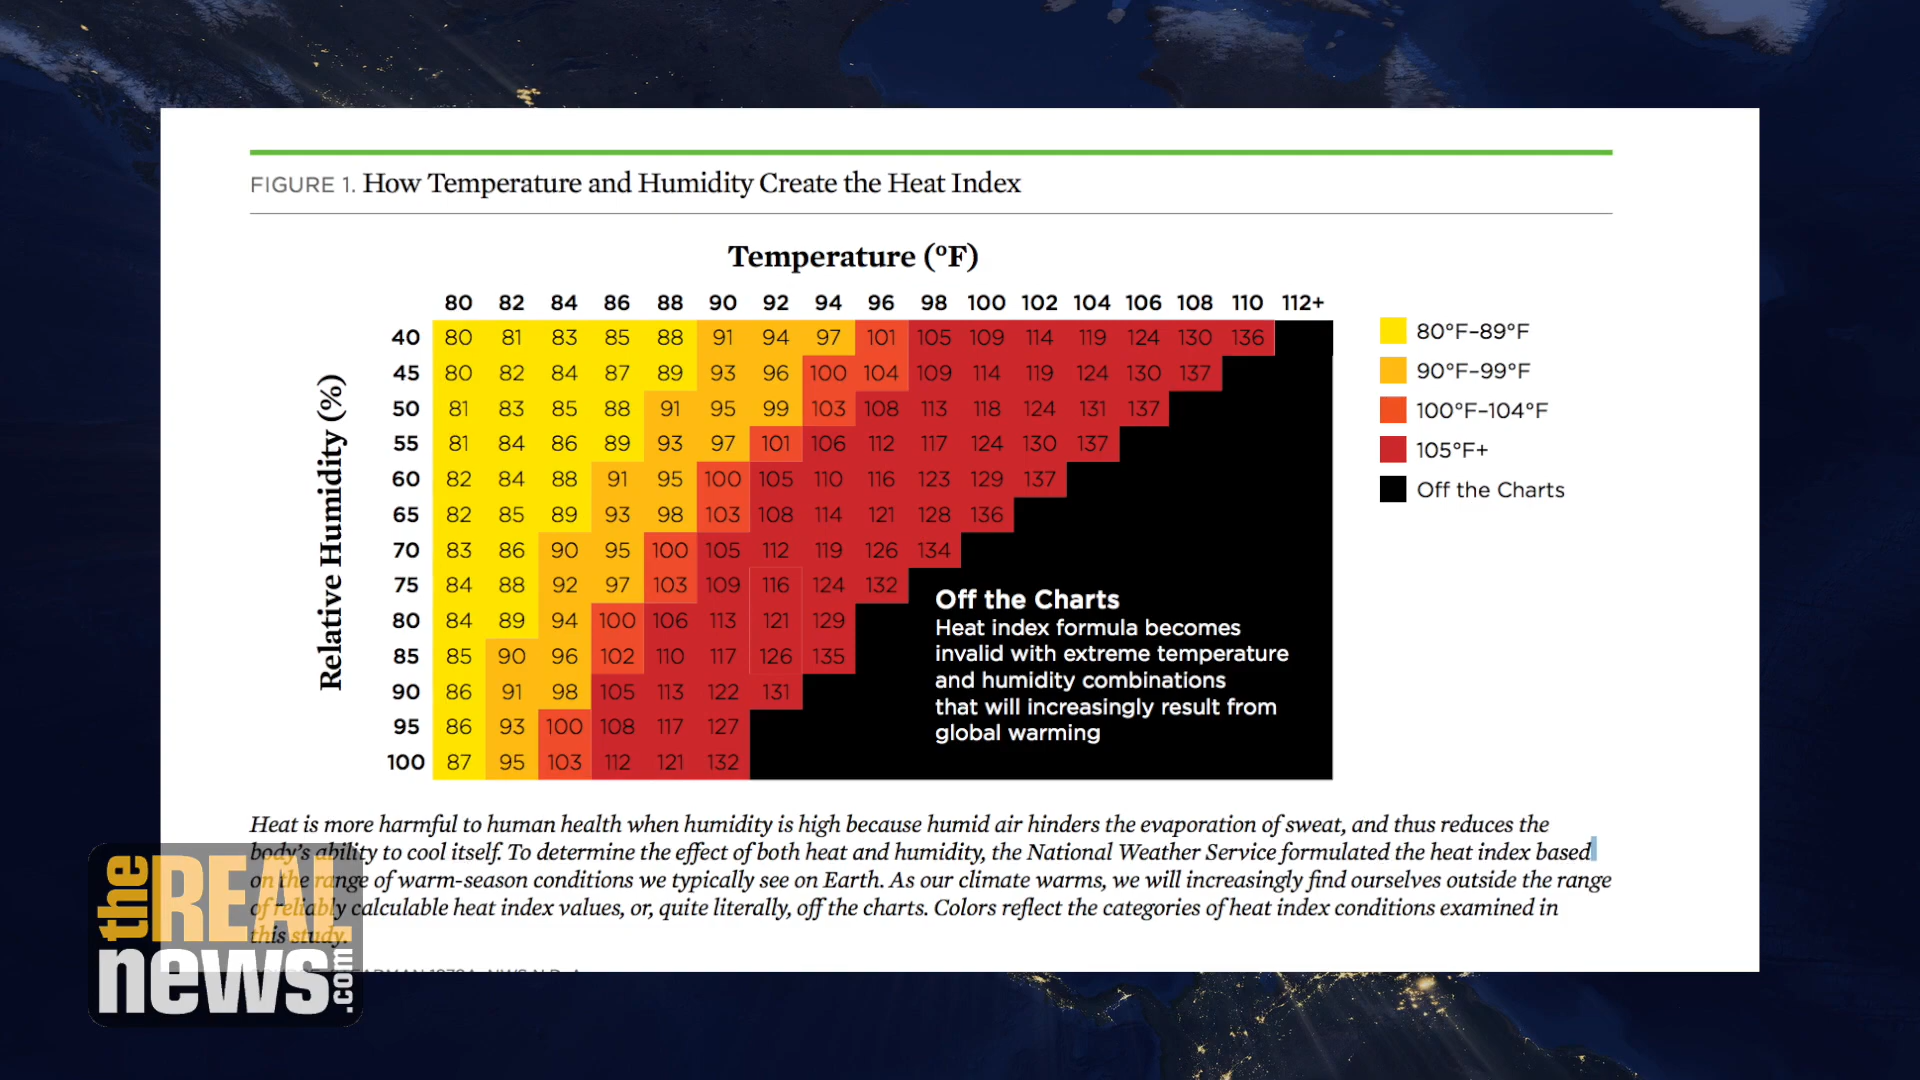 FIGURE 1. How Temperature and Humidity Create the Heat Index
Temperature (°F)
80 82 84 86 88 90 92 94 96 98 100 102 104 106 108 110 112+
Relative Humidity (%)
40 80 81 83 85 88 91 94 97 101 105 109 114 119 124 130 136
45 80 82 84 87 89 93 96 100 104 109 114 119 124 130 137
50 81 83 85 88 91 95 99 103 108 113 118 124 131 137
55 81 84 86 89 93 97 101 106 112 117 124 130 137
60 82 84 88 91 95 100 105 110 116 123 129 137
65 82 85 89 93 98 103 108 114 121 128 136
70 83 86 90 95 100 105 112 119 126 134
75 84 88 92 97 103 109 116 124 132
80 84 89 94 100 106 113 121 129
85 85 90 96 102 110 117 126 135
90 86 91 98 105 113 122 131
95 86 93 100 108 117 127
100 87 95 103 112 121 132
Off the Charts
Heat index formula becomes
invalid with extreme temperature
and humidity combinations
that will increasingly result from
global warming
80°F–89°F
90°F–99°F
100°F–104°F
105°F+
Off the Charts
Heat is more harmful to human health when humidity is high because humid air hinders the evaporation of sweat, and thus reduces the
body's ability to cool itself. To determine the effect of both heat and humidity, the National Weather Service formulated the heat index based
on the range of warm-season conditions we typically see on Earth. As our climate warms, we will increasingly find ourselves outside the range
of reliably calculable heat index values, or, quite literally, off the charts. Colors reflect the categories of heat index conditions examined in
this study.
the REAL
news.com